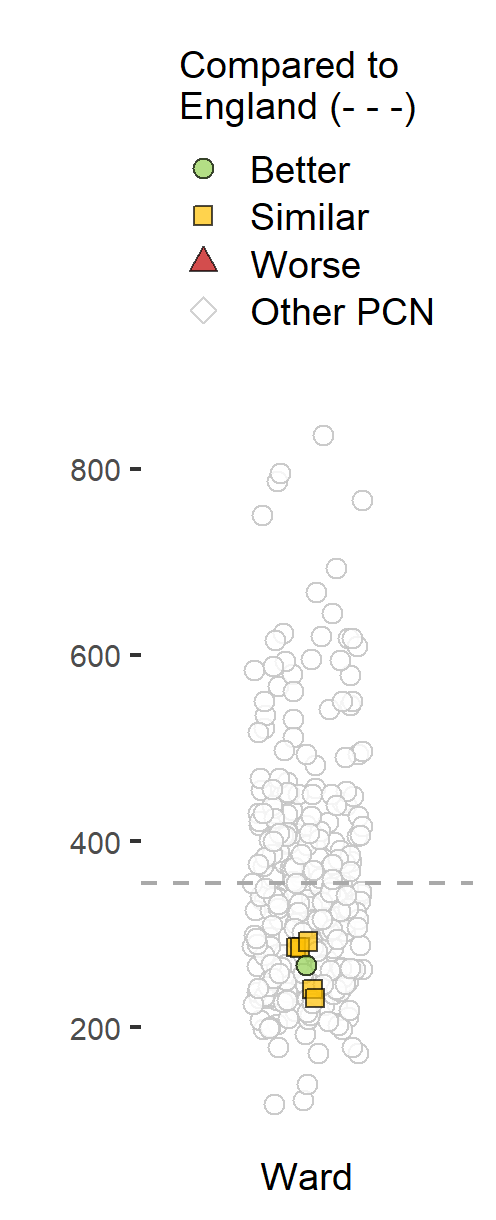 Compared to
England (- - -)
Better
Similar
Worse
Other PCN
800
600
400
200
Ward